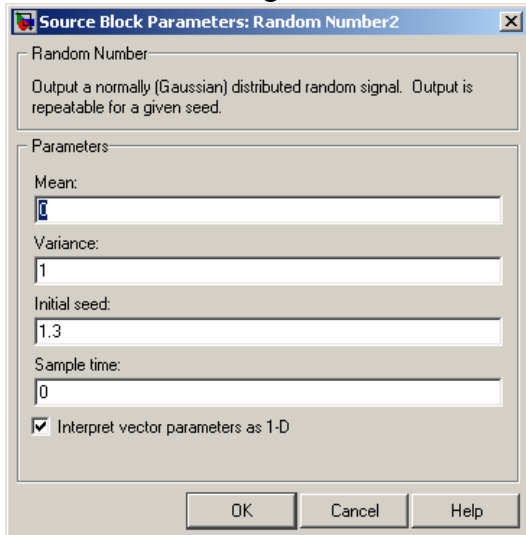 Source Block Parameters: Random Number2
Random Number
Output a normally (Gaussian) distributed random signal. Output is
repeatable for a given seed.
Parameters
Mean:
0
Variance:
1
Initial seed:
1.3
Sample time:
0
Interpret vector parameters as 1-D
OK Cancel Help